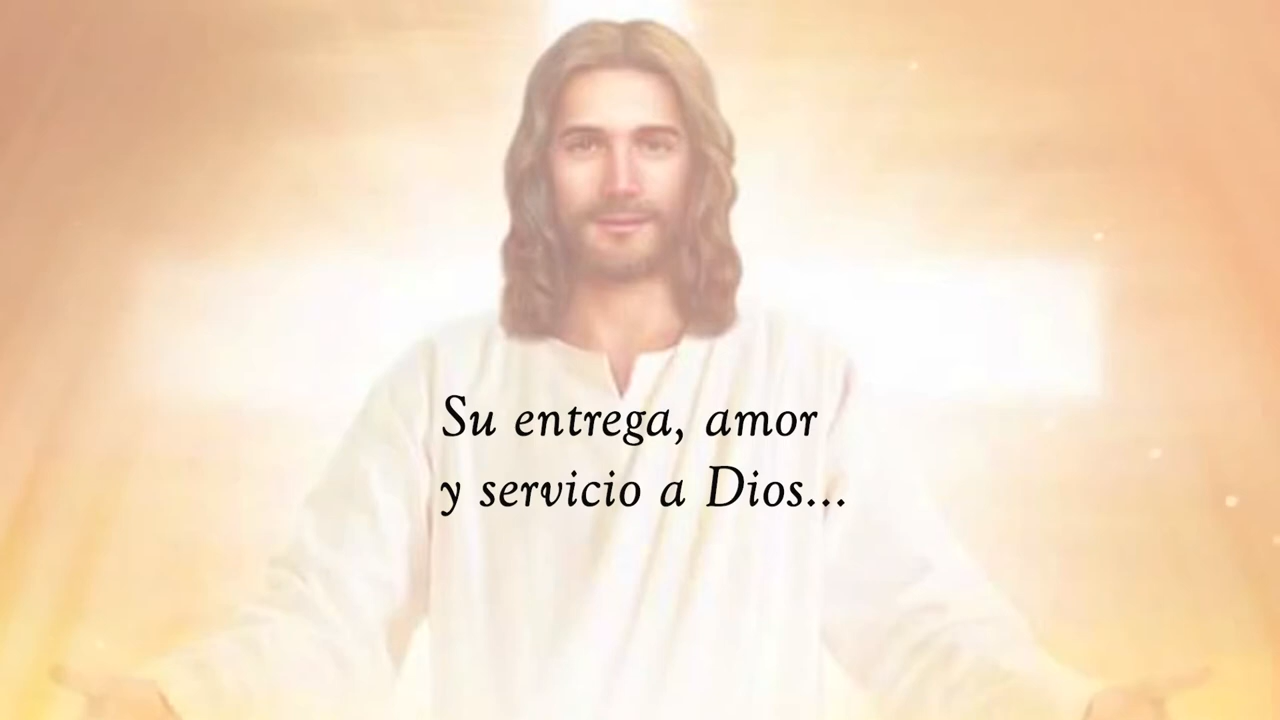 Su entrega, amor
y servicio a Dios...